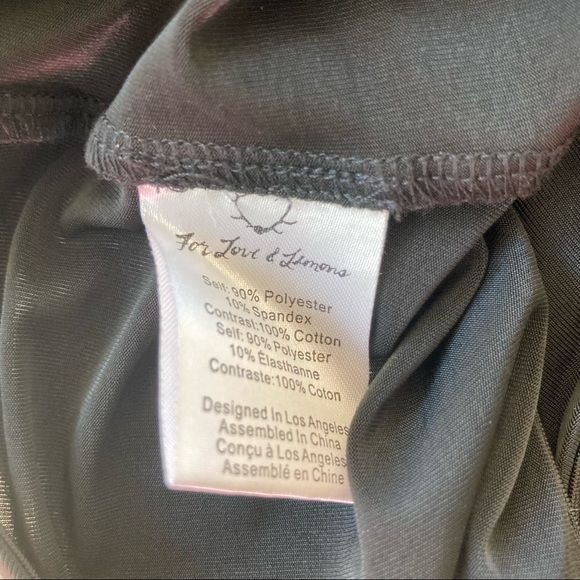 For Love & Lemons
Self:90% Polyester
10% Spandex
Contrast:100% Cotton
Self: 90% Polyester
10% Élasthanne
Contraste:100% Coton
Designed In Los Angeles
Assembled In China
Conçu à Los Angeles
Assemblé en Chine